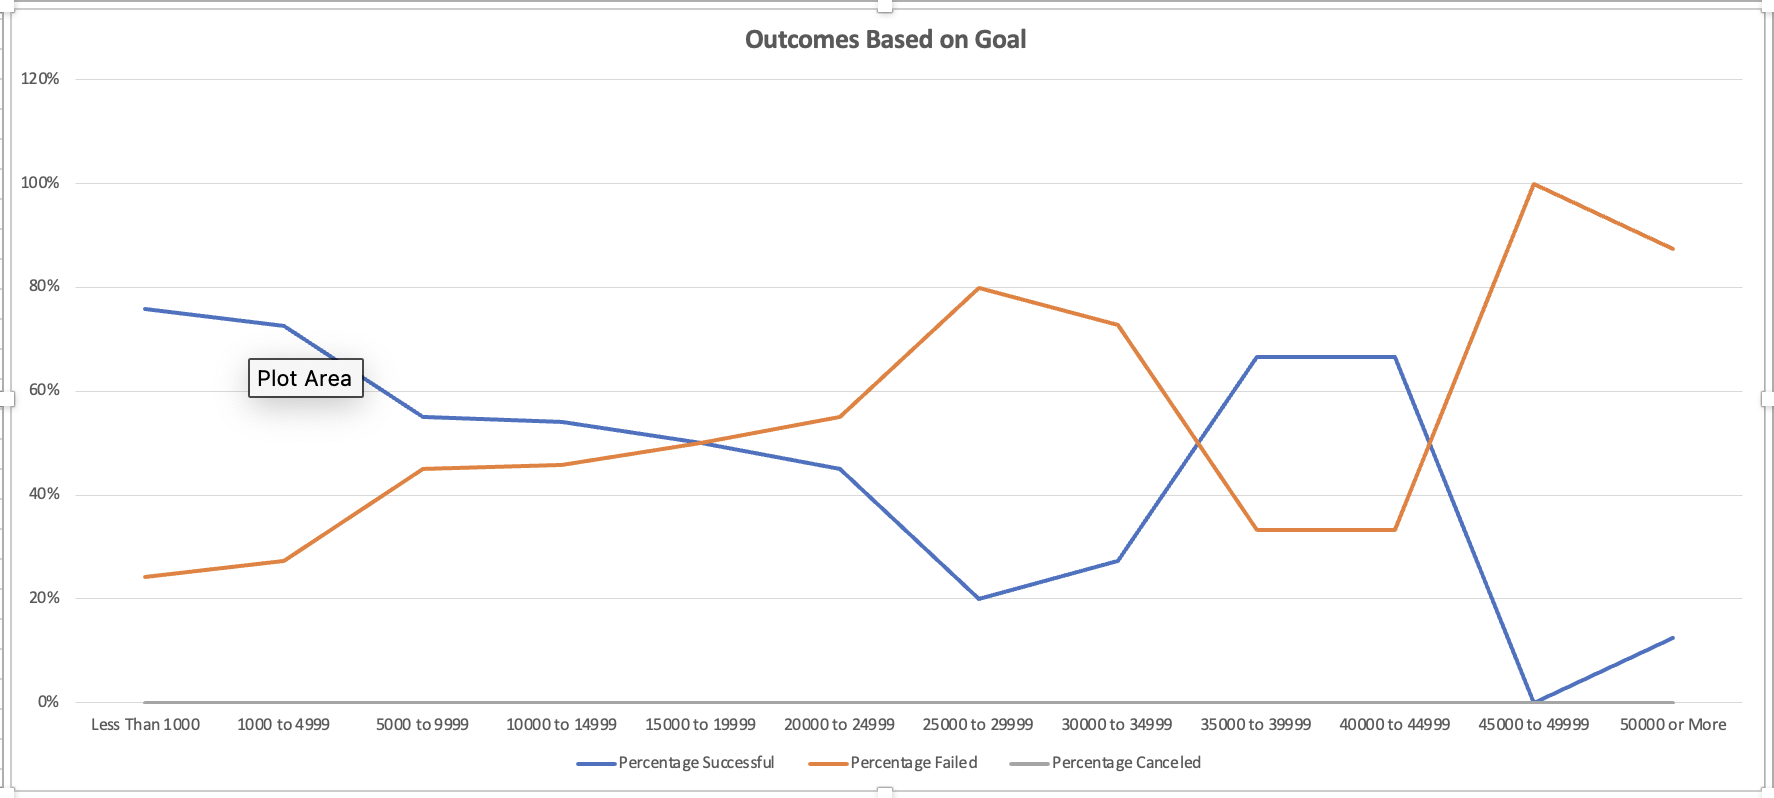 Outcomes Based on Goal
120%
100%
80%
60%
40%
20%
0%
Plot Area
Less Than 1000 1000 to 4999 5000 to 9999 10000 to 14999 15000 to 19999 20000 to 24999 25000 to 29999 30000 to 34999 35000 to 39999 40000 to 44999 45000 to 49999 50000 or More
Percentage Successful Percentage Failed Percentage Canceled